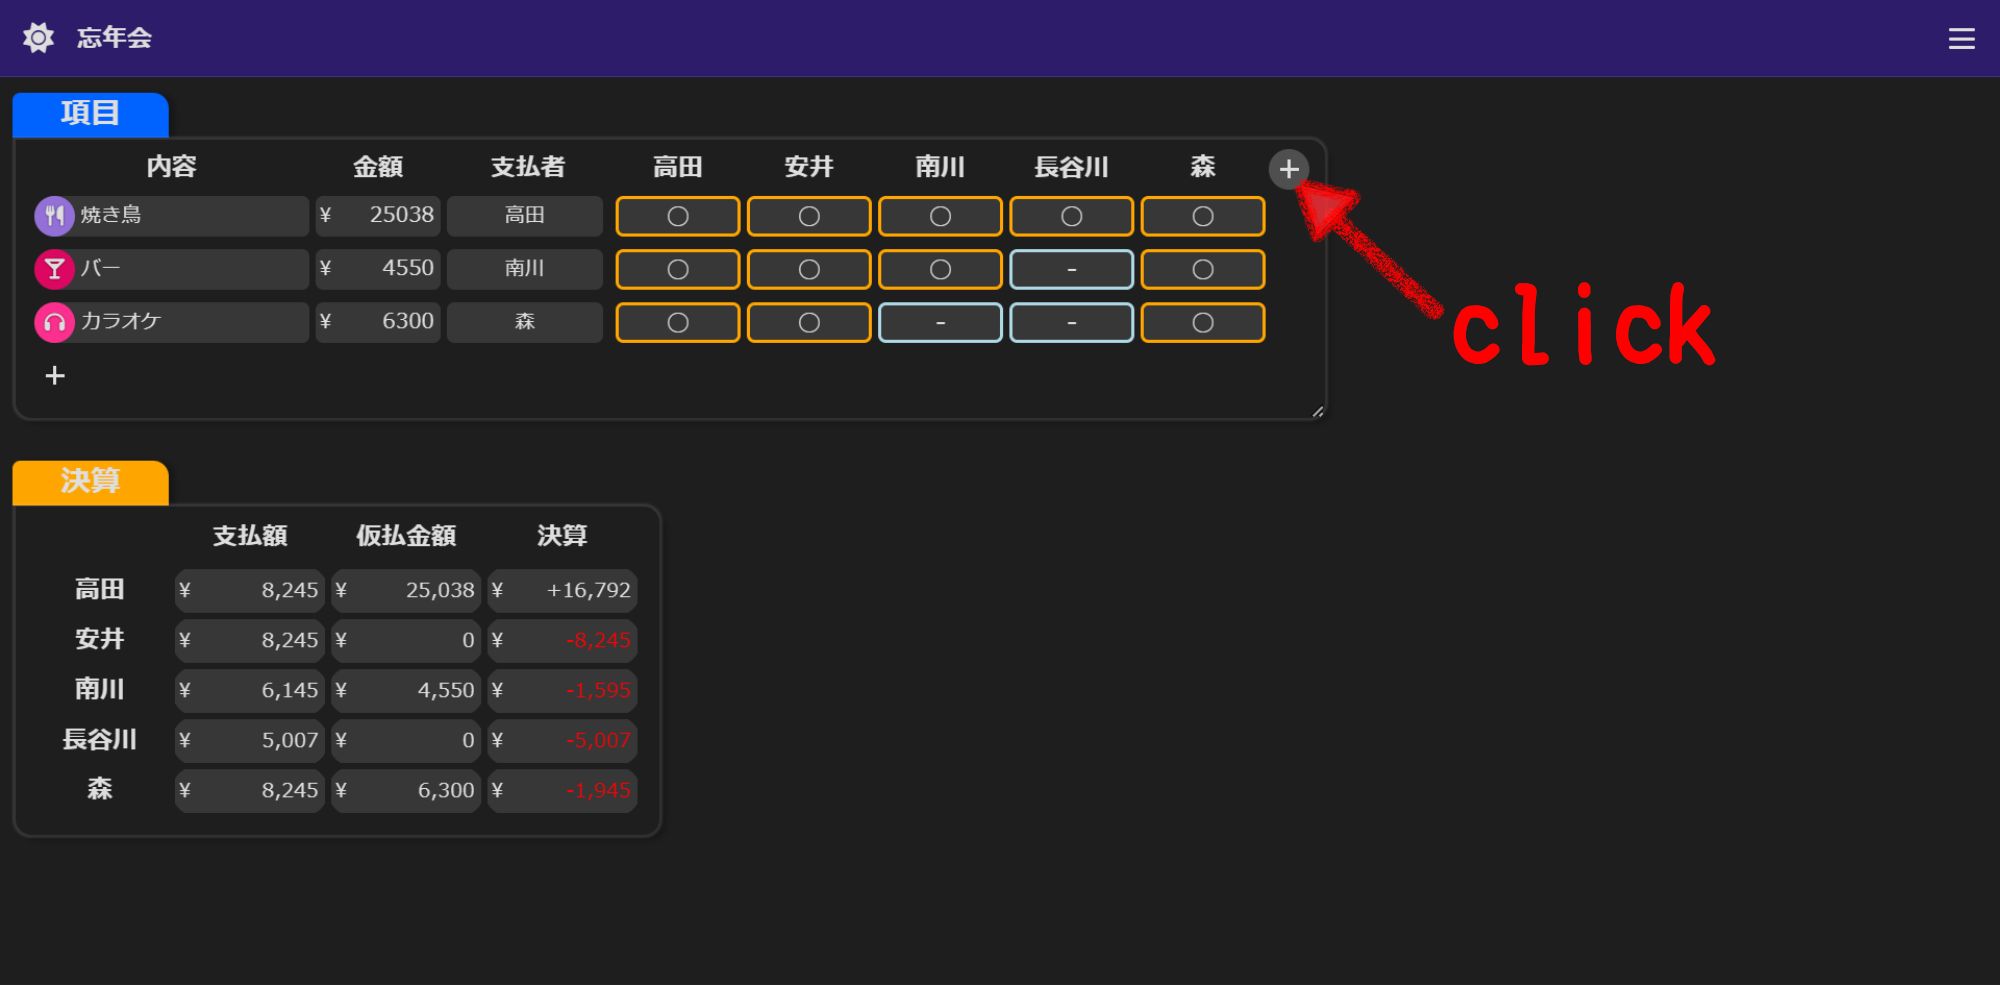 忘年会
項目
内容 金額 支払者 高田 安井 南川 長谷川 森 +
焼き鳥 ¥ 25038 高田 ○ ○ ○ ○ ○
バー ¥ 4550 南川 ○ ○ ○ - ○
カラオケ ¥ 6300 森 ○ ○ - - ○
+
click
決算
支払額 仮払金額 決算
高田 ¥ 8,245 ¥ 25,038 ¥ +16,792
安井 ¥ 8,245 ¥ 0 ¥ -8,245
南川 ¥ 6,145 ¥ 4,550 ¥ -1,595
長谷川 ¥ 5,007 ¥ 0 ¥ -5,007
森 ¥ 8,245 ¥ 6,300 ¥ -1,945